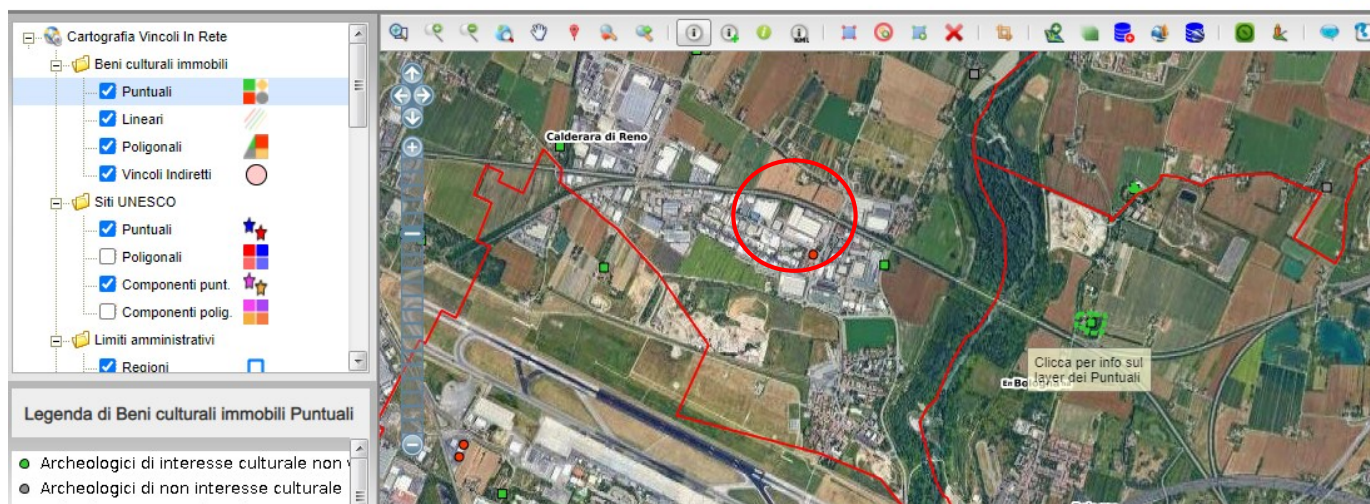 Cartografia Vincoli In Rete
Beni culturali immobili
Puntuali
Lineari
Poligonali
Vincoli Indiretti
Siti UNESCO
Puntuali
Poligonali
Componenti punt.
Componenti polig.
Limiti amministrativi
Regioni
Legenda di Beni culturali immobili Puntuali
Archeologici di interesse culturale non
Archeologici di non interesse culturale
Calderara di Reno
Clicca per info sul
layer dei Puntuali
Bologna